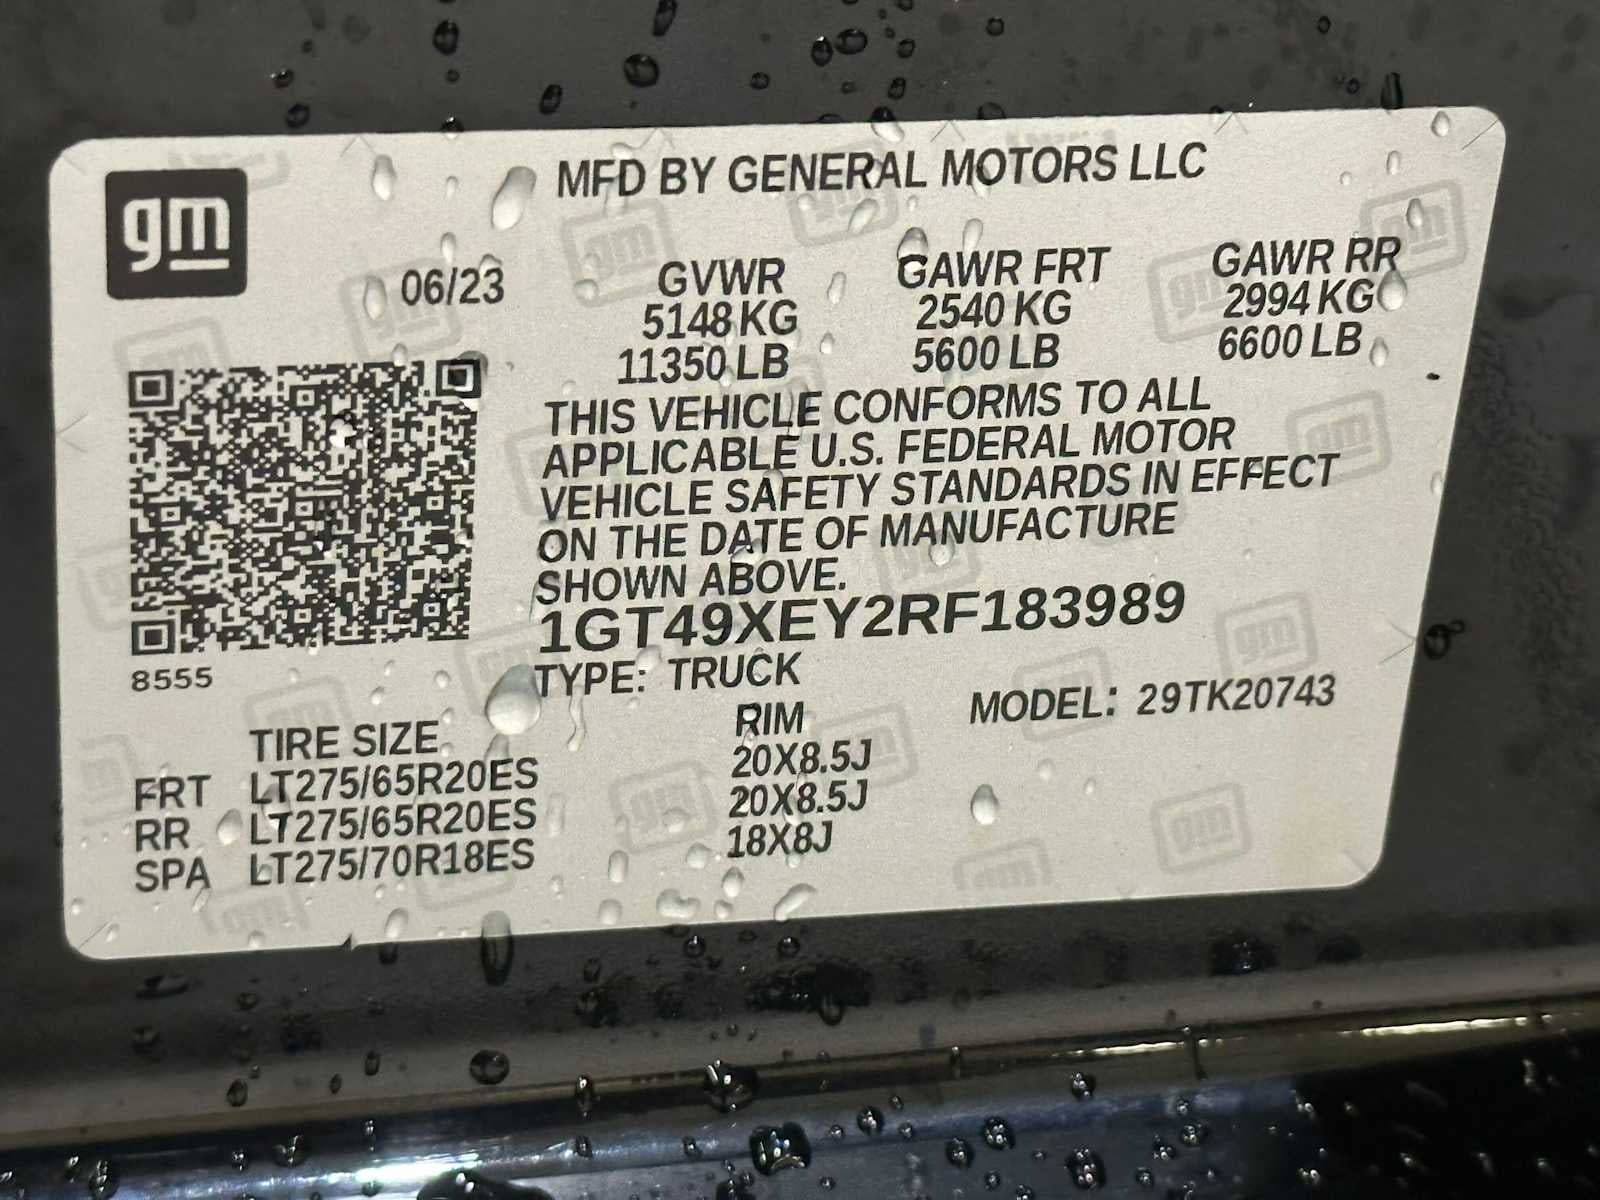 gm
MFD BY GENERAL MOTORS LLC
06/23 GVWR GAWR FRT GAWR RR
5148 KG 2540 KG 2994 KG
11350 LB 5600 LB 6600 LB
THIS VEHICLE CONFORMS TO ALL
APPLICABLE U.S. FEDERAL MOTOR
VEHICLE SAFETY STANDARDS IN EFFECT
ON THE DATE OF MANUFACTURE
SHOWN ABOVE.
1GT49XEY2RF183989
8555
TYPE: TRUCK
MODEL: 29TK20743
TIRE SIZE RIM
FRT LT275/65R20ES 20X8.5J
RR LT275/65R20ES 20X8.5J
SPA LT275/70R18ES 18X8J